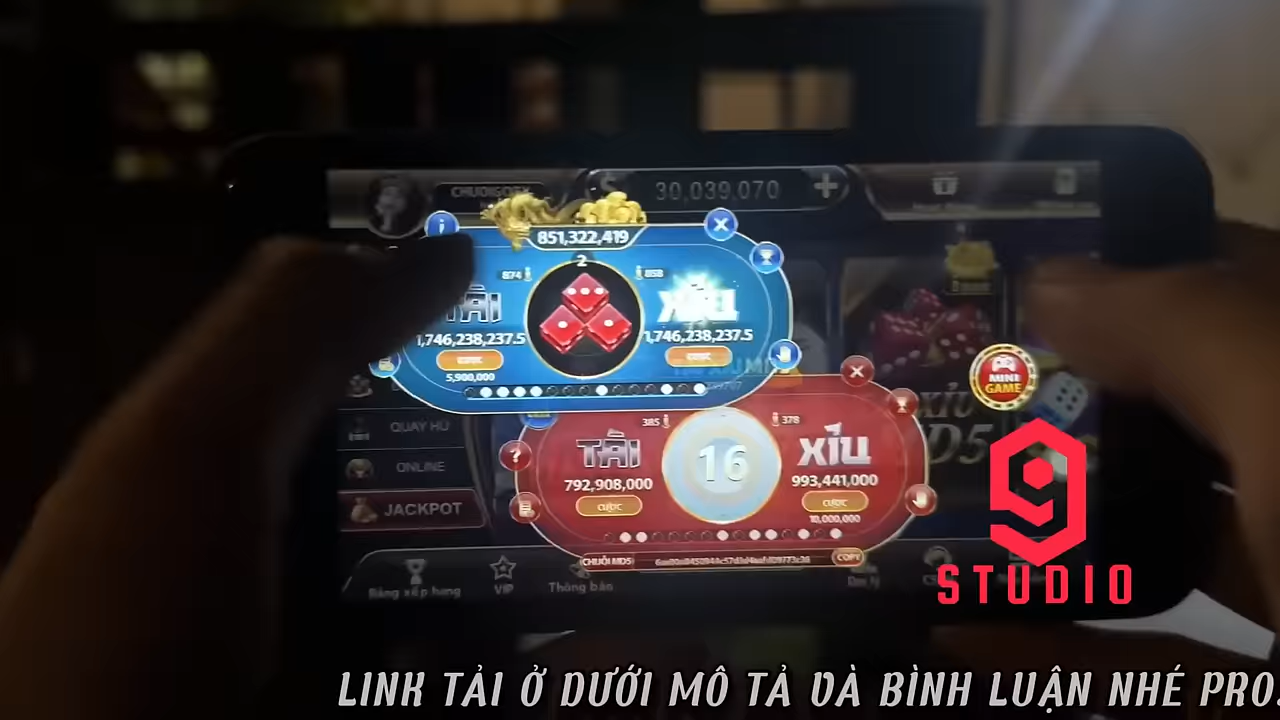 30,039,070
851,322,419
2
874
858
TÀI
XỈU
1,746,238,237.5
1,746,238,237.5
CƯỢC
CƯỢC
5,900,000
385
378
TÀI
16
XỈU
792,908,000
993,441,000
CƯỢC
CƯỢC
10,000,000
CHUỖI MD5
COPY
MINI
GAME
QUAY HŨ
ONLINE
JACKPOT
Bảng xếp hạng
VIP
Thông báo
Đại lý
STUDIO
LINK TẢI Ở DƯỚI MÔ TẢ VÀ BÌNH LUẬN NHÉ PRO